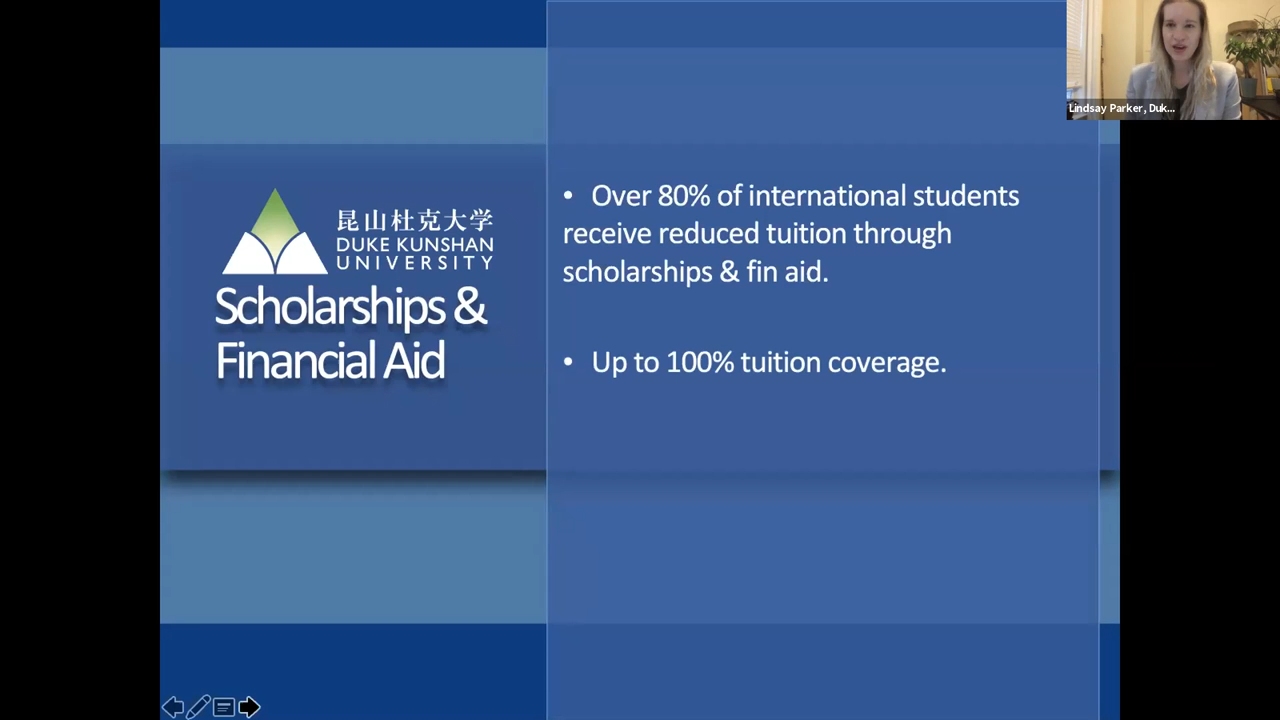 Lindsay Parker, Duk...
昆山杜克大学
DUKE KUNSHAN
UNIVERSITY
Scholarships &
Financial Aid
• Over 80% of international students
receive reduced tuition through
scholarships & fin aid.
• Up to 100% tuition coverage.